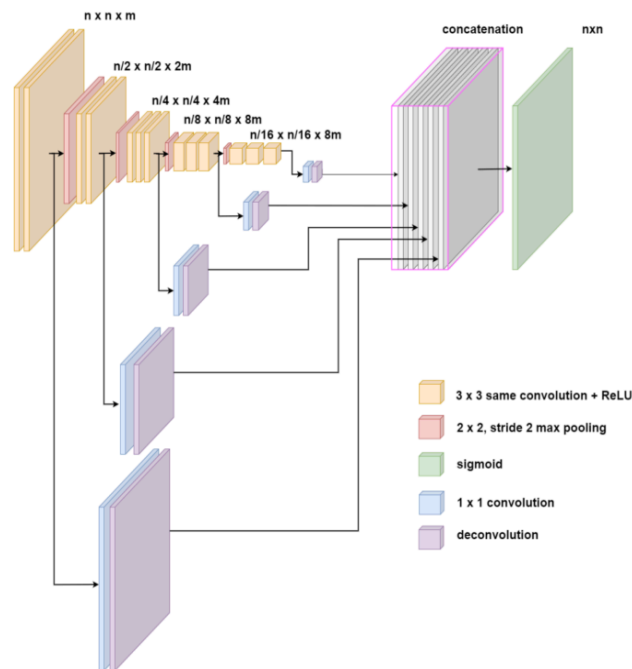 n x n x m
concatenation
nxn
n/2 x n/2 x 2m
n/4 x n/4 x 4m
n/8 x n/8 x 8m
n/16 x n/16 x 8m
3 x 3 same convolution + ReLU
2 x 2, stride 2 max pooling
sigmoid
1 x 1 convolution
deconvolution